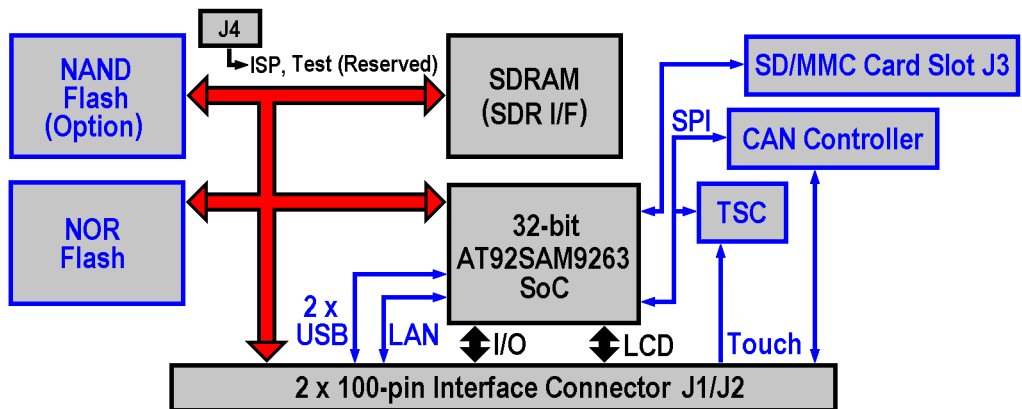 J4
ISP, Test (Reserved)
NAND
Flash
(Option)
SDRAM
(SDR I/F)
SD/MMC Card Slot J3
SPI
CAN Controller
NOR
Flash
32-bit
AT92SAM9263
SoC
TSC
2 x
USB
LAN
I/O
LCD
Touch
2 x 100-pin Interface Connector J1/J2